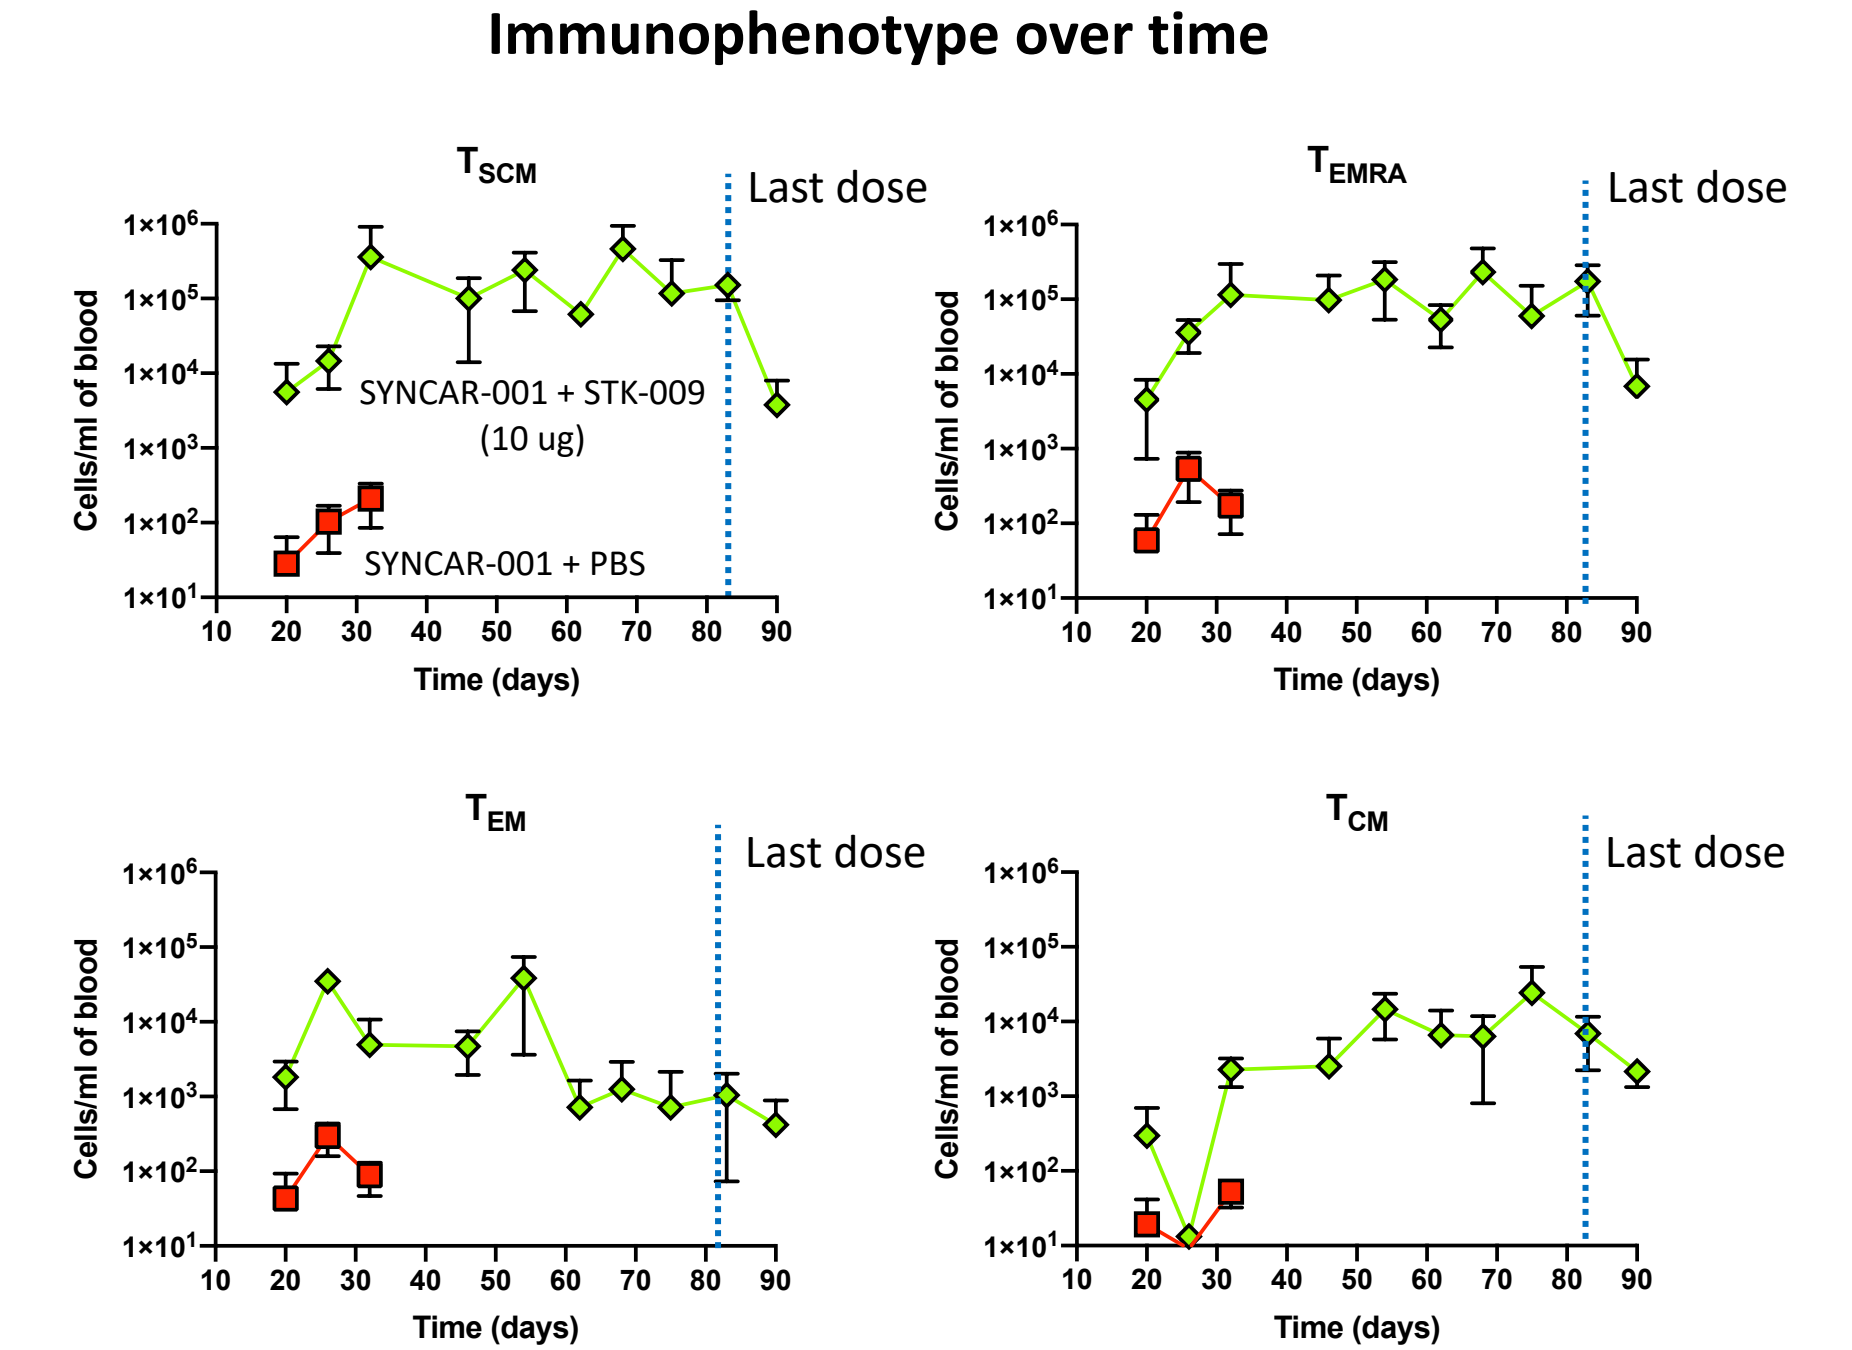 Immunophenotype over time
T_SCM
Last dose
Cells/ml of blood
1×10⁶
1×10⁵
1×10⁴
1×10³
1×10²
1×10¹
SYNCAR-001 + STK-009
(10 ug)
SYNCAR-001 + PBS
10 20 30 40 50 60 70 80 90
Time (days)
T_EMRA
Last dose
Cells/ml of blood
1×10⁶
1×10⁵
1×10⁴
1×10³
1×10²
1×10¹
10 20 30 40 50 60 70 80 90
Time (days)
T_EM
Last dose
Cells/ml of blood
1×10⁶
1×10⁵
1×10⁴
1×10³
1×10²
1×10¹
10 20 30 40 50 60 70 80 90
Time (days)
T_CM
Last dose
Cells/ml of blood
1×10⁶
1×10⁵
1×10⁴
1×10³
1×10²
1×10¹
10 20 30 40 50 60 70 80 90
Time (days)